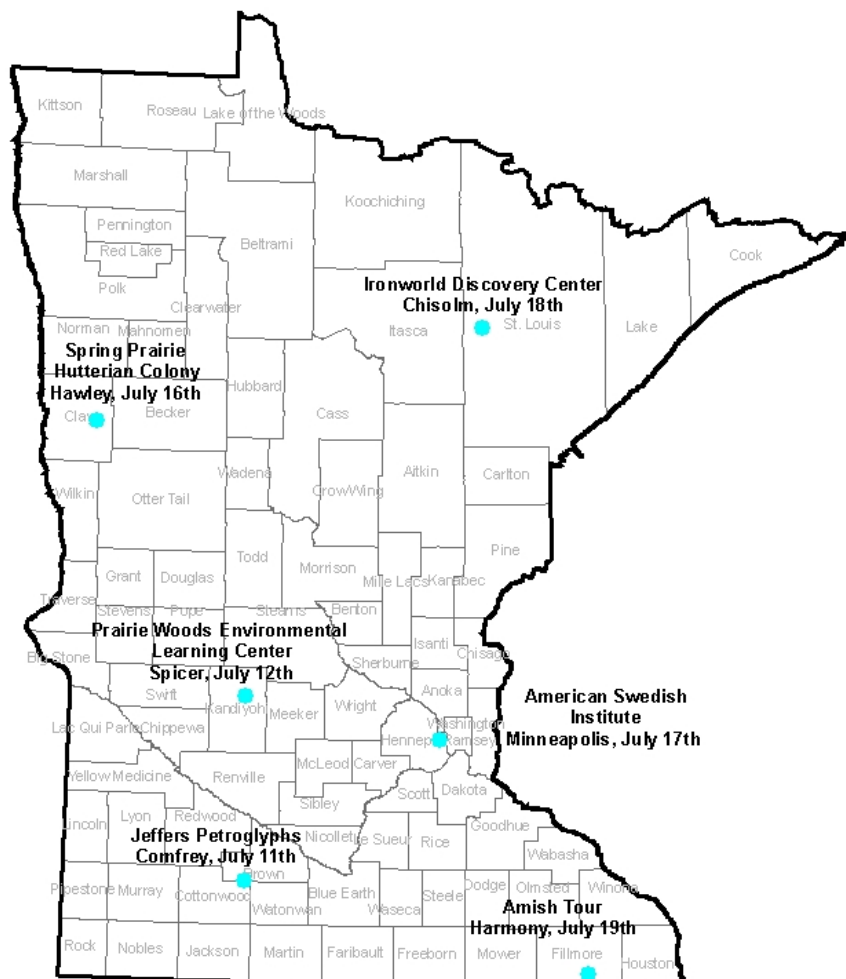 Kittson
Roseau
Lake of the Woods
Marshall
Koochiching
Pennington
Beltrami
Red Lake
Cook
Polk
Clearwater
Ironworld Discovery Center
Chisolm, July 18th
Norman
Mahnomen
Itasca
St. Louis
Lake
Spring Prairie
Hutterian Colony
Hawley, July 16th
Hubbard
Clay
Becker
Cass
Wadena
Aitkin
Carlton
Wilkin
Otter Tail
CrowWing
Pine
Todd
Morrison
Grant
Douglas
Mille Lacs
Kanabec
Traverse
Stevens
Pope
Stearns
Benton
Prairie Woods Environmental
Learning Center
Spicer, July 12th
Isanti
Chisago
Big Stone
Sherburne
Swift
Anoka
American Swedish
Institute
Minneapolis, July 17th
Kandiyohi
Meeker
Wright
Lac Qui Parle
Chippewa
Washington
Hennepin
Ramsey
McLeod
Carver
Yellow Medicine
Renville
Scott
Dakota
Sibley
Lincoln
Lyon
Redwood
Goodhue
Jeffers Petroglyphs
Comfrey, July 11th
Nicollet
Le Sueur
Rice
Wabasha
Brown
Pipestone
Murray
Cottonwood
Blue Earth
Waseca
Steele
Dodge
Olmsted
Winona
Watonwan
Amish Tour
Harmony, July 19th
Rock
Nobles
Jackson
Martin
Faribault
Freeborn
Mower
Fillmore
Houston